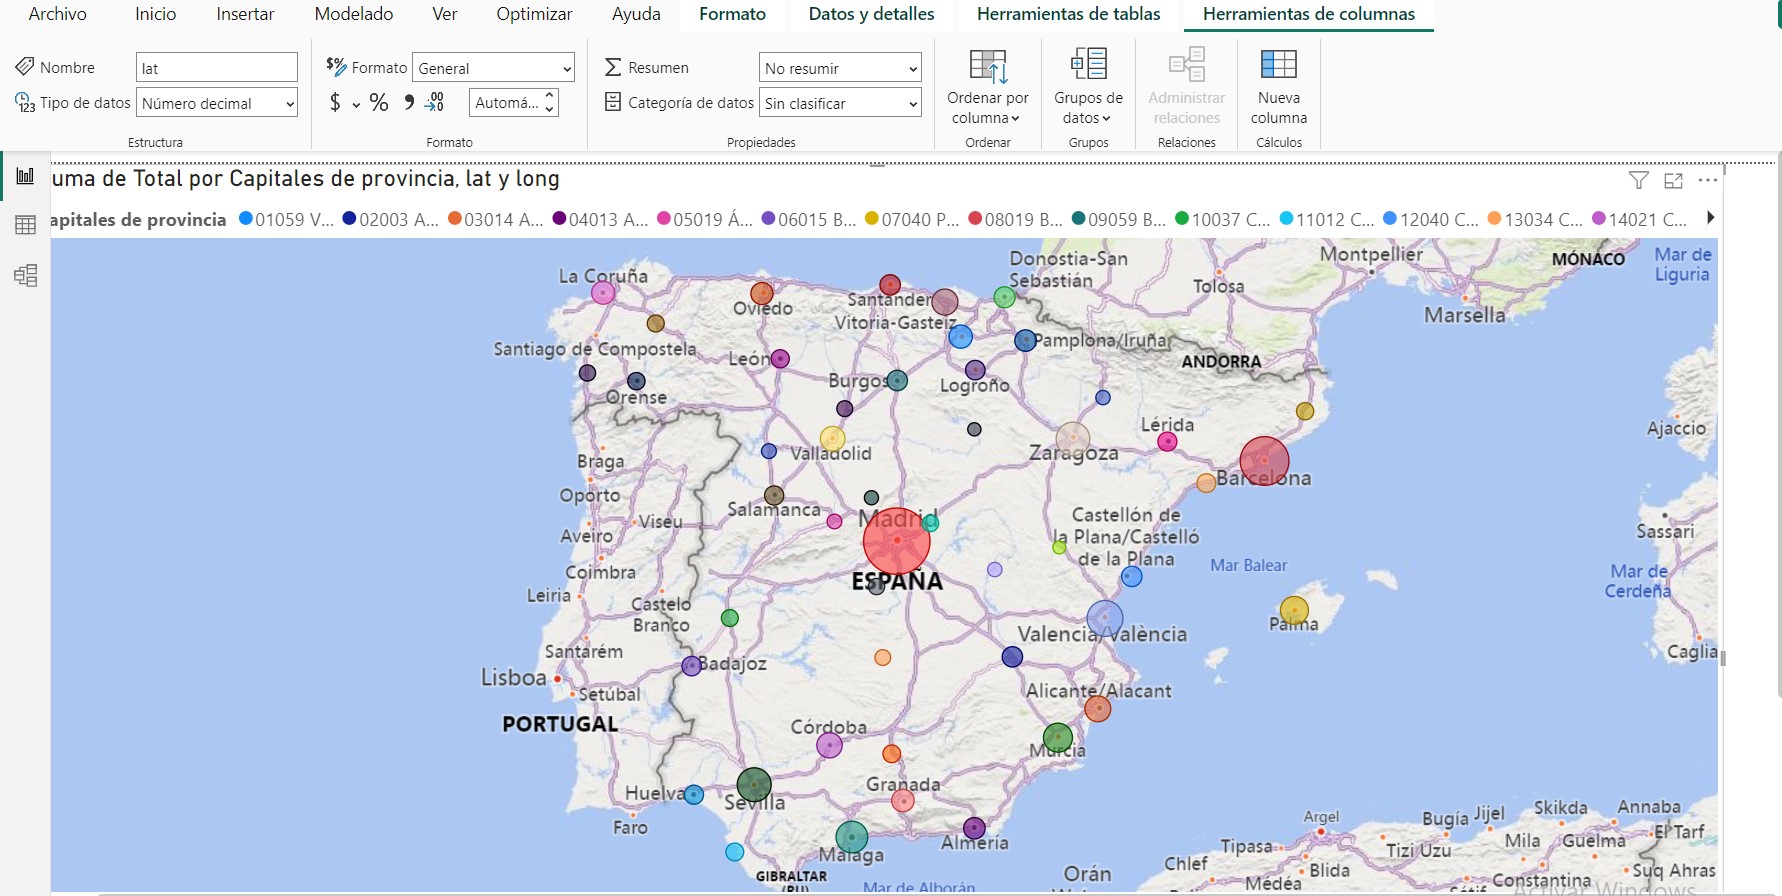 Archivo Inicio Insertar Modelado Ver Optimizar Ayuda Formato Datos y detalles Herramientas de tablas Herramientas de columnas
Nombre lat
Tipo de datos Número decimal
Estructura
Formato General
$ % Automá...
Formato
Resumen No resumir
Categoría de datos Sin clasificar
Propiedades
Ordenar por
columna
Ordenar
Grupos de
datos
Grupos
Administrar
relaciones
Relaciones
Nueva
columna
Cálculos
uma de Total por Capitales de provincia, lat y long
apitales de provincia 01059 V... 02003 A... 03014 A... 04013 A... 05019 Á... 06015 B... 07040 P... 08019 B... 09059 B... 10037 C... 11012 C... 12040 C... 13034 C... 14021 C...
Donostia-San
Sebastián
Montpellier
MÓNACO
Mar de
Liguria
La Coruña
Tolosa
Oviedo
Santander
Marsella
Vitoria-Gasteiz
Santiago de Compostela
León
Pamplona/Iruña
ANDORRA
Burgos
Logroño
Orense
Lérida
Ajaccio
Braga
Valladolid
Zaragoza
Barcelona
Oporto
Salamanca
Viseu
Madrid
Castellón de
la Plana/Castelló
de la Plana
Sassari
Aveiro
Coimbra
ESPAÑA
Mar Balear
Mar de
Cerdeña
Leiria
Castelo
Branco
Palma
Valencia/València
Santarém
Badajoz
Caglia
Lisboa
Setúbal
Alicante/Alacant
PORTUGAL
Córdoba
Murcia
Huelva
Sevilla
Granada
Faro
Málaga
Almería
Argel
Bugía
Jijel
Skikda
Annaba
Tipasa
Tizi Uzu
Mila
Guelma
El Tarf
Chlef
Blida
GIBRALTAR
(RU)
Mar de Alborán
Orán
Medéa
Sétif
Constantina
Suq Ahras
Activar Windows